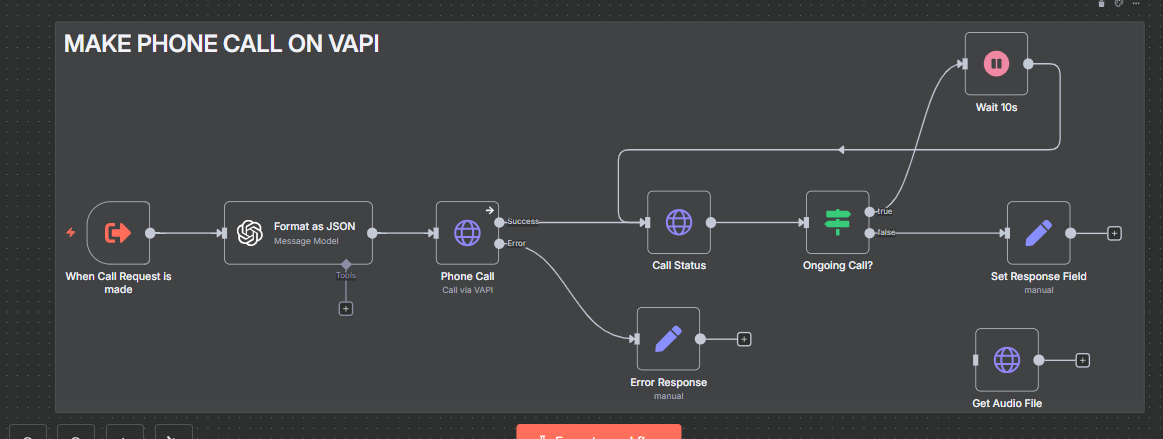 MAKE PHONE CALL ON VAPI
Wait 10s
When Call Request is
made
Format as JSON
Message Model
Tools
Success
Error
Phone Call
Call via VAPI
Call Status
true
false
Ongoing Call?
Set Response Field
manual
Error Response
manual
Get Audio File